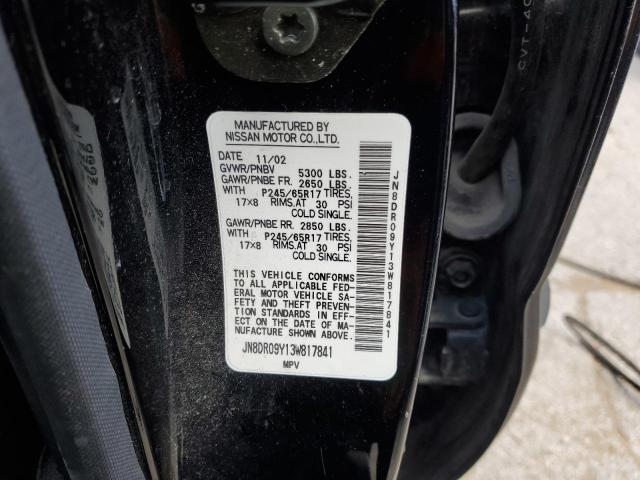 MANUFACTURED BY
NISSAN MOTOR CO., LTD.
DATE 11/02
GVWR/PNBV 5300 LBS.
GAWR/PNBE FR. 2650 LBS.
WITH P245/65R17 TIRES,
17×8 RIMS,AT 30 PSI
COLD SINGLE.
GAWR/PNBE RR. 2850 LBS.
WITH P245/65R17 TIRES,
17×8 RIMS,AT 30 PSI
COLD SINGLE.
THIS VEHICLE CONFORMS
TO ALL APPLICABLE FED-
ERAL MOTOR VEHICLE SA-
FETY AND THEFT PREVEN-
TION STANDARDS IN EFF-
ECT ON THE DATE OF MA-
NUFACTURE SHOWN ABOVE.
JN8DR09Y13W817841
MPV
JN8DR09Y13W817841